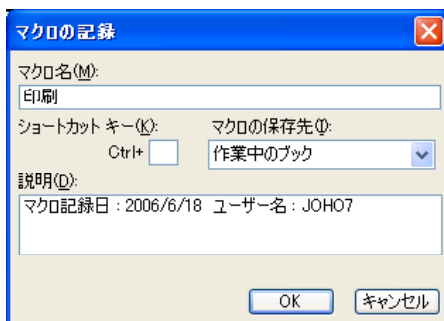 マクロの記録
マクロ名(M):
印刷
ショートカット キー(K): マクロの保存先(I):
Ctrl+ 作業中のブック
説明(D):
マクロ記録日 : 2006/6/18 ユーザー名 : JOHO7
OK キャンセル